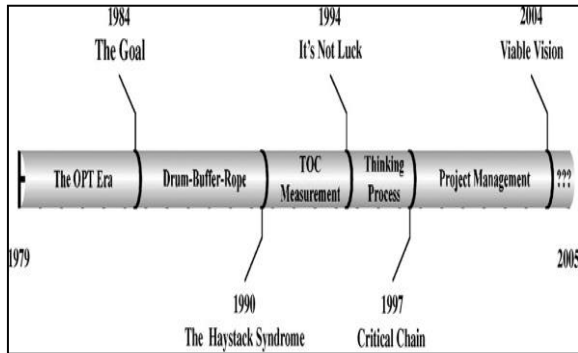 1984
The Goal
1994
It's Not Luck
2004
Viable Vision
The OPT Era
Drum-Buffer-Rope
TOC
Measurement
Thinking
Process
Project Management
???
1979
2005
1990
The Haystack Syndrome
1997
Critical Chain